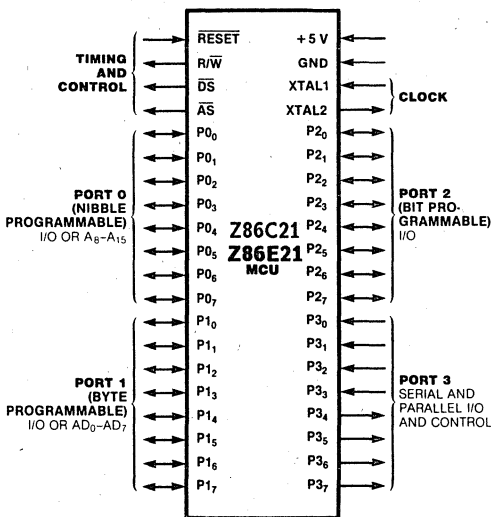 TIMING
AND
CONTROL
RESET
R/W
DS
AS
+5 V
GND
XTAL1
XTAL2
CLOCK
PORT 0
(NIBBLE
PROGRAMMABLE)
I/O OR A₈–A₁₅
P0₀
P0₁
P0₂
P0₃
P0₄
P0₅
P0₆
P0₇
Z86C21
Z86E21
MCU
P2₀
P2₁
P2₂
P2₃
P2₄
P2₅
P2₆
P2₇
PORT 2
(BIT PRO-
GRAMMABLE)
I/O
PORT 1
(BYTE
PROGRAMMABLE)
I/O OR AD₀–AD₇
P1₀
P1₁
P1₂
P1₃
P1₄
P1₅
P1₆
P1₇
P3₀
P3₁
P3₂
P3₃
P3₄
P3₅
P3₆
P3₇
PORT 3
SERIAL AND
PARALLEL I/O
AND CONTROL